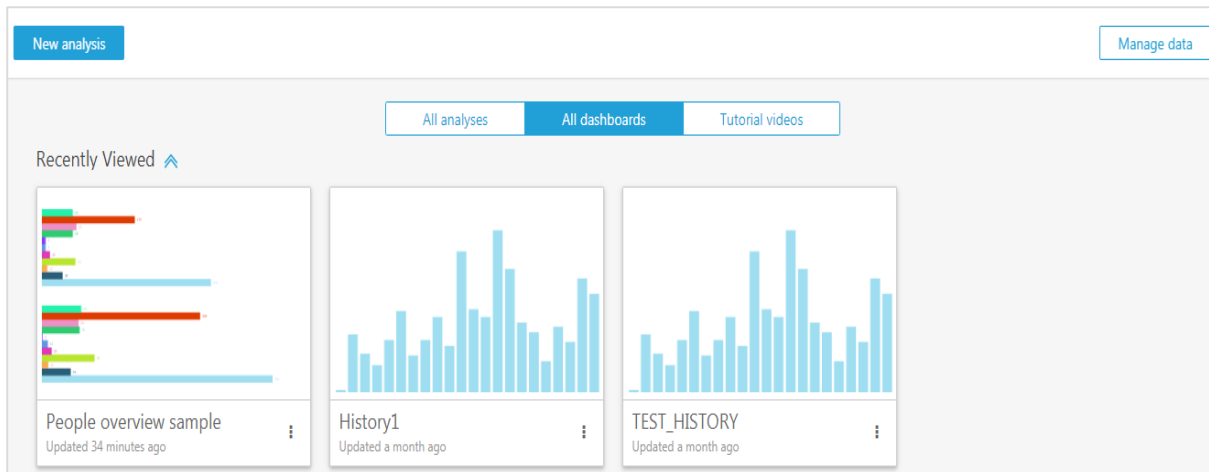 New analysis
Manage data
All analyses
All dashboards
Tutorial videos
Recently Viewed
People overview sample
Updated 34 minutes ago
History1
Updated a month ago
TEST_HISTORY
Updated a month ago